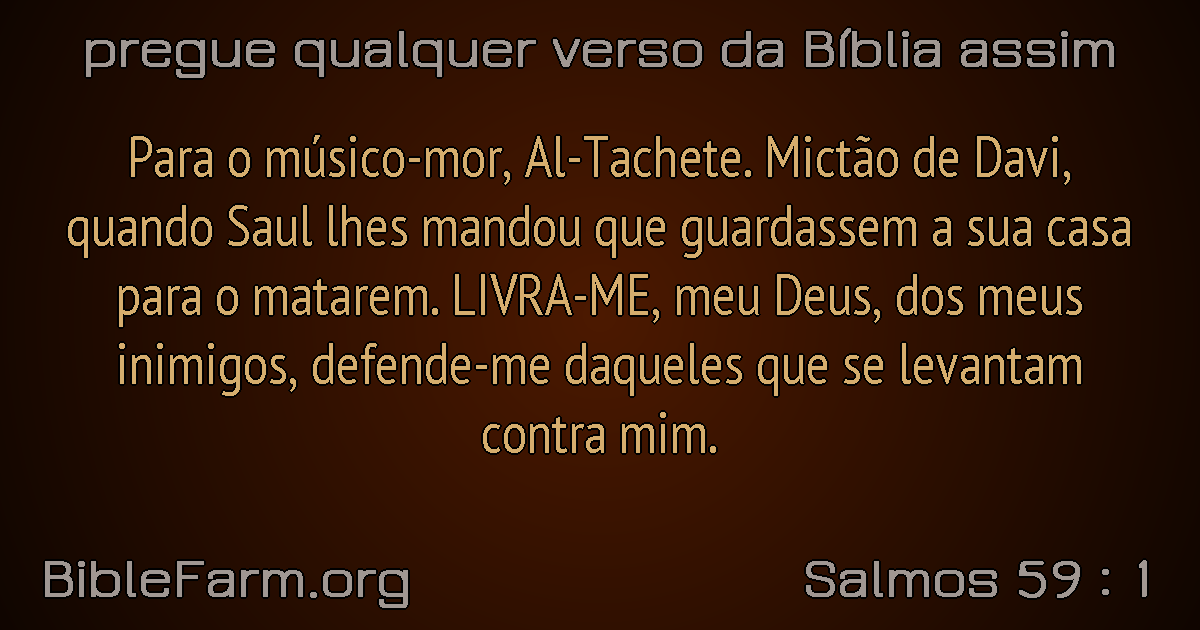 pregue qualquer verso da Bíblia assim
Para o músico-mor, Al-Tachete. Mictão de Davi,
quando Saul lhes mandou que guardassem a sua casa
para o matarem. LIVRA-ME, meu Deus, dos meus
inimigos, defende-me daqueles que se levantam
contra mim.
BibleFarm.org
Salmos 59 : 1